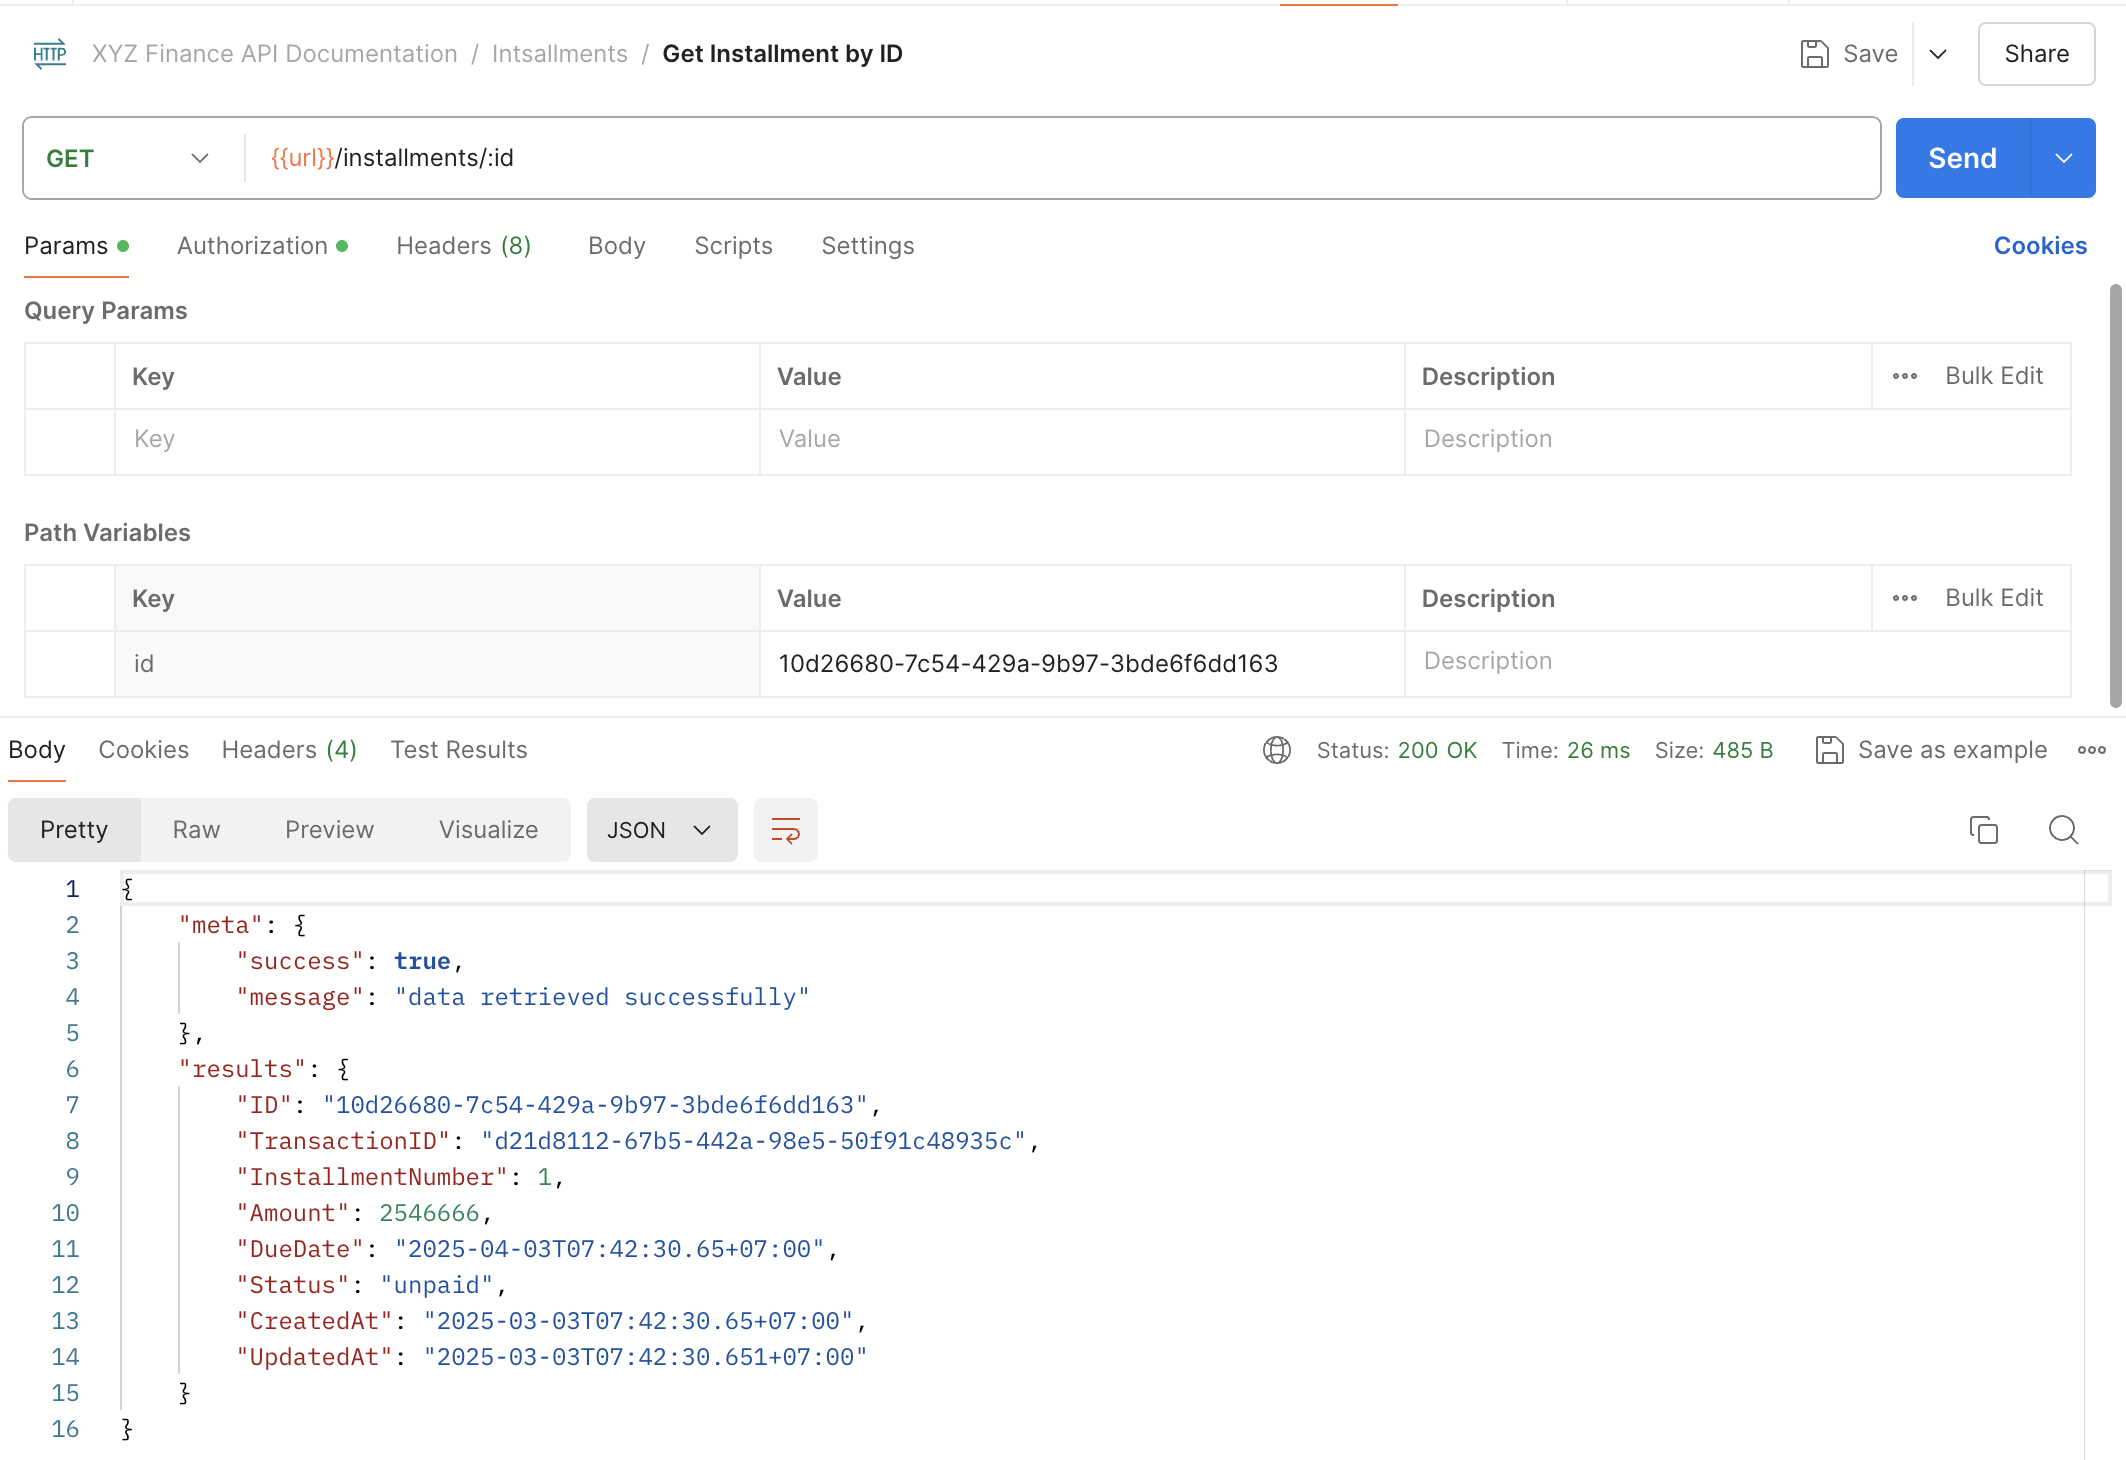 HTTP XYZ Finance API Documentation / Intsallments / Get Installment by ID Save Share
GET {{url}}/installments/:id Send
Params Authorization Headers (8) Body Scripts Settings Cookies
Query Params
Key Value Description Bulk Edit
Key Value Description
Path Variables
Key Value Description Bulk Edit
id 10d26680-7c54-429a-9b97-3bde6f6dd163 Description
Body Cookies Headers (4) Test Results Status: 200 OK Time: 26 ms Size: 485 B Save as example
Pretty Raw Preview Visualize JSON
1 {
2 "meta": {
3 "success": true,
4 "message": "data retrieved successfully"
5 },
6 "results": {
7 "ID": "10d26680-7c54-429a-9b97-3bde6f6dd163",
8 "TransactionID": "d21d8112-67b5-442a-98e5-50f91c48935c",
9 "InstallmentNumber": 1,
10 "Amount": 2546666,
11 "DueDate": "2025-04-03T07:42:30.65+07:00",
12 "Status": "unpaid",
13 "CreatedAt": "2025-03-03T07:42:30.65+07:00",
14 "UpdatedAt": "2025-03-03T07:42:30.651+07:00"
15 }
16 }